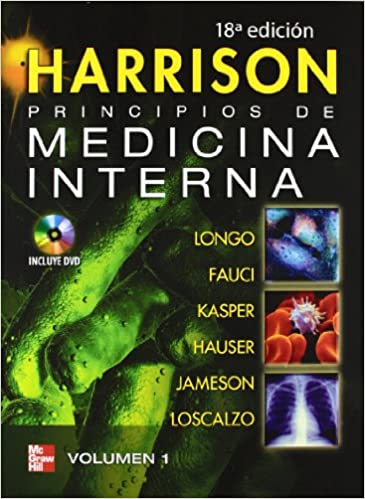 18ª edición
HARRISON
PRINCIPIOS DE
MEDICINA
INTERNA
INCLUYE DVD
LONGO
FAUCI
KASPER
HAUSER
JAMESON
LOSCALZO
Mc
Graw
Hill
VOLUMEN 1